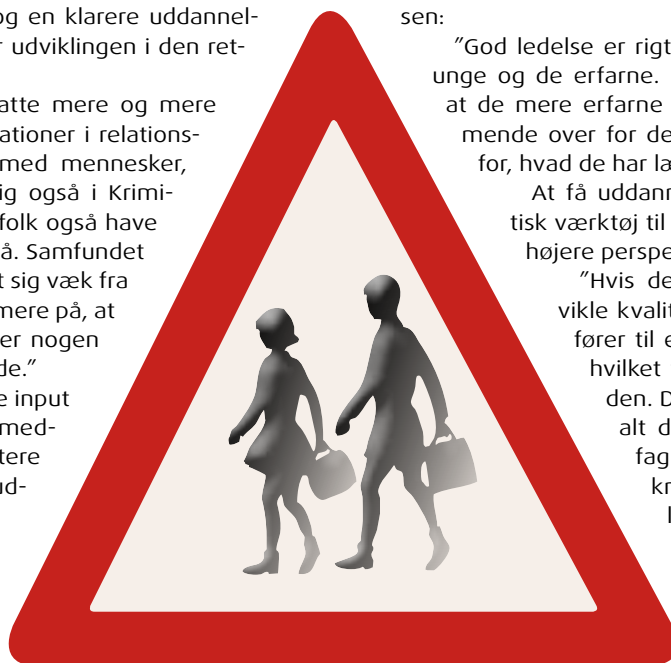 og en klarere uddannel-
r udviklingen i den ret-
atte mere og mere
ationer i relations-
med mennesker,
ig også i Krimi-
folk også have
å. Samfundet
t sig væk fra
mere på, at
er nogen
de.”
e input
med-
tere
ud-
sen:
”God ledelse er rigt
unge og de erfarne.
at de mere erfarne
mende over for de
for, hvad de har læ
At få uddann
tisk værktøj til
højere perspe
”Hvis de
vikle kvalit
fører til e
hvilket
den. D
alt d
fag
kr
l